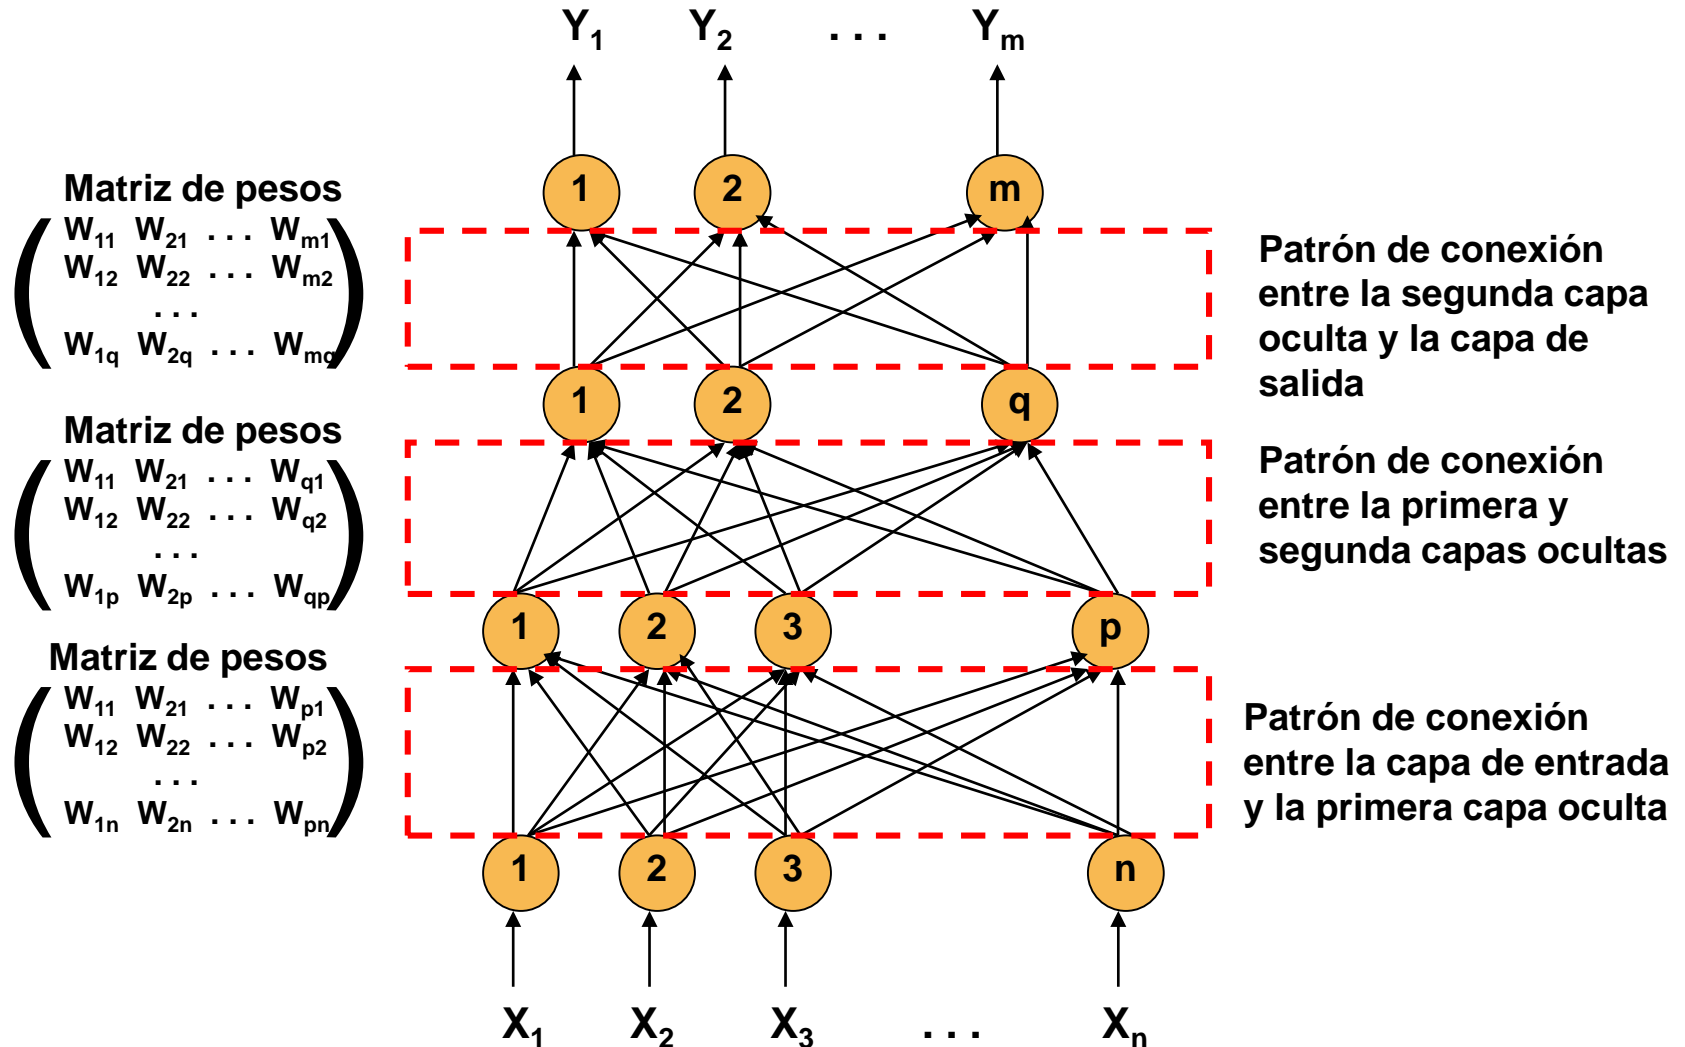 Y1 Y2 . . . Ym
1 2 m
Matriz de pesos
W11 W21 . . . Wm1
W12 W22 . . . Wm2
. . .
W1q W2q . . . Wmq
Patrón de conexión
entre la segunda capa
oculta y la capa de
salida
1 2 q
Matriz de pesos
W11 W21 . . . Wq1
W12 W22 . . . Wq2
. . .
W1p W2p . . . Wqp
Patrón de conexión
entre la primera y
segunda capas ocultas
1 2 3 p
Matriz de pesos
W11 W21 . . . Wp1
W12 W22 . . . Wp2
. . .
W1n W2n . . . Wpn
Patrón de conexión
entre la capa de entrada
y la primera capa oculta
1 2 3 n
X1 X2 X3 . . . Xn